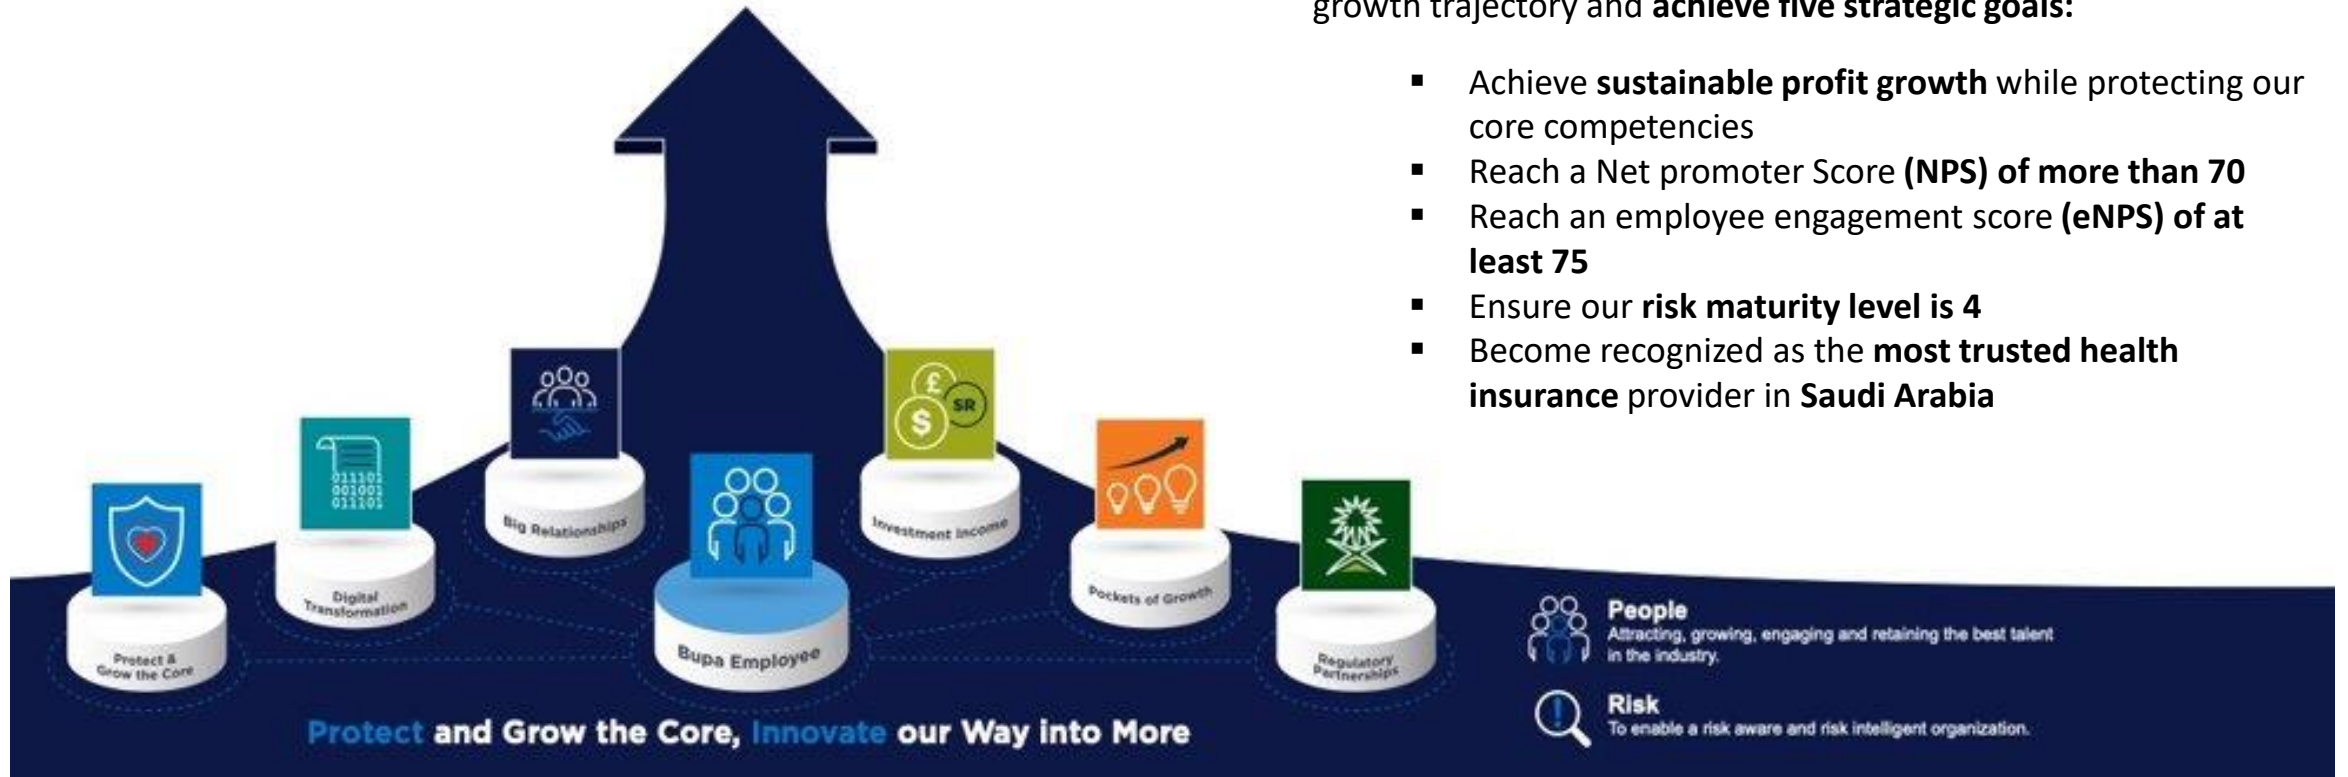 growth trajectory and achieve five strategic goals:
▪ Achieve sustainable profit growth while protecting our
core competencies
▪ Reach a Net promoter Score (NPS) of more than 70
▪ Reach an employee engagement score (eNPS) of at
least 75
▪ Ensure our risk maturity level is 4
▪ Become recognized as the most trusted health
insurance provider in Saudi Arabia
£
$
SR
011101
001001
011101
Big Relationships
Investment Income
Digital
Transformation
Pockets of Growth
Protect &
Grow the Core
Bupa Employee
Regulatory
Partnerships
People
Attracting, growing, engaging and retaining the best talent
in the industry.
Risk
To enable a risk aware and risk intelligent organization.
Protect and Grow the Core, Innovate our Way into More